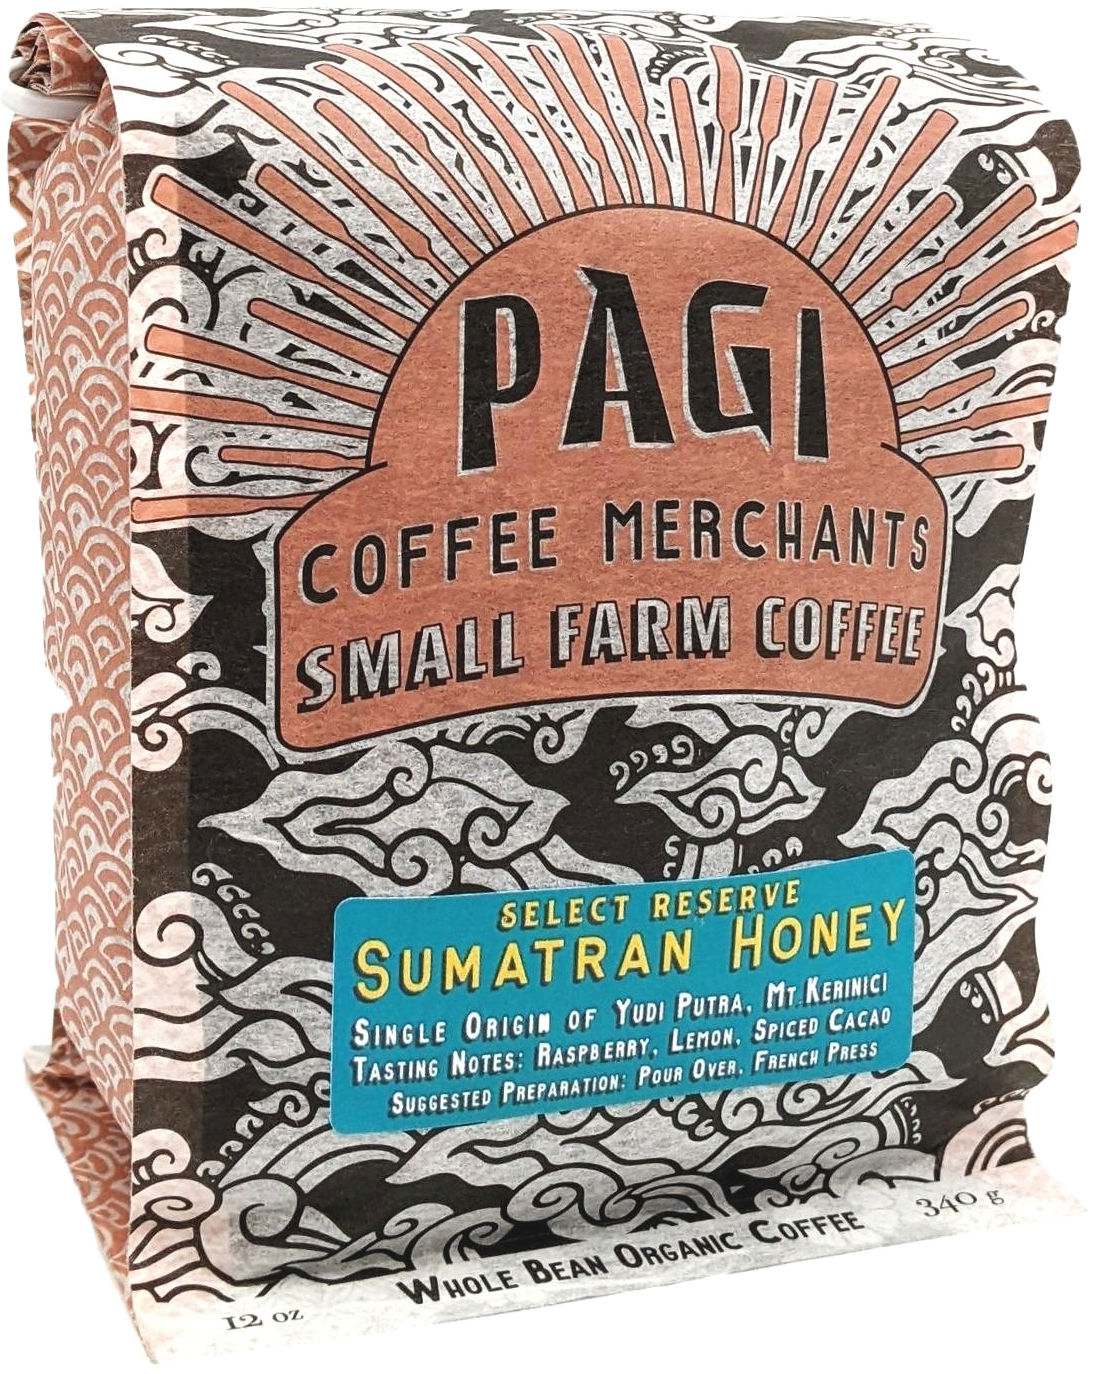 PAGI
COFFEE MERCHANTS
SMALL FARM COFFEE
SELECT RESERVE
SUMATRAN HONEY
SINGLE ORIGIN OF YUDI PUTRA, MT KERINICI
TASTING NOTES: RASPBERRY, LEMON, SPICED CACAO
SUGGESTED PREPARATION: POUR OVER, FRENCH PRESS
WHOLE BEAN ORGANIC COFFEE
12 oz
340 g